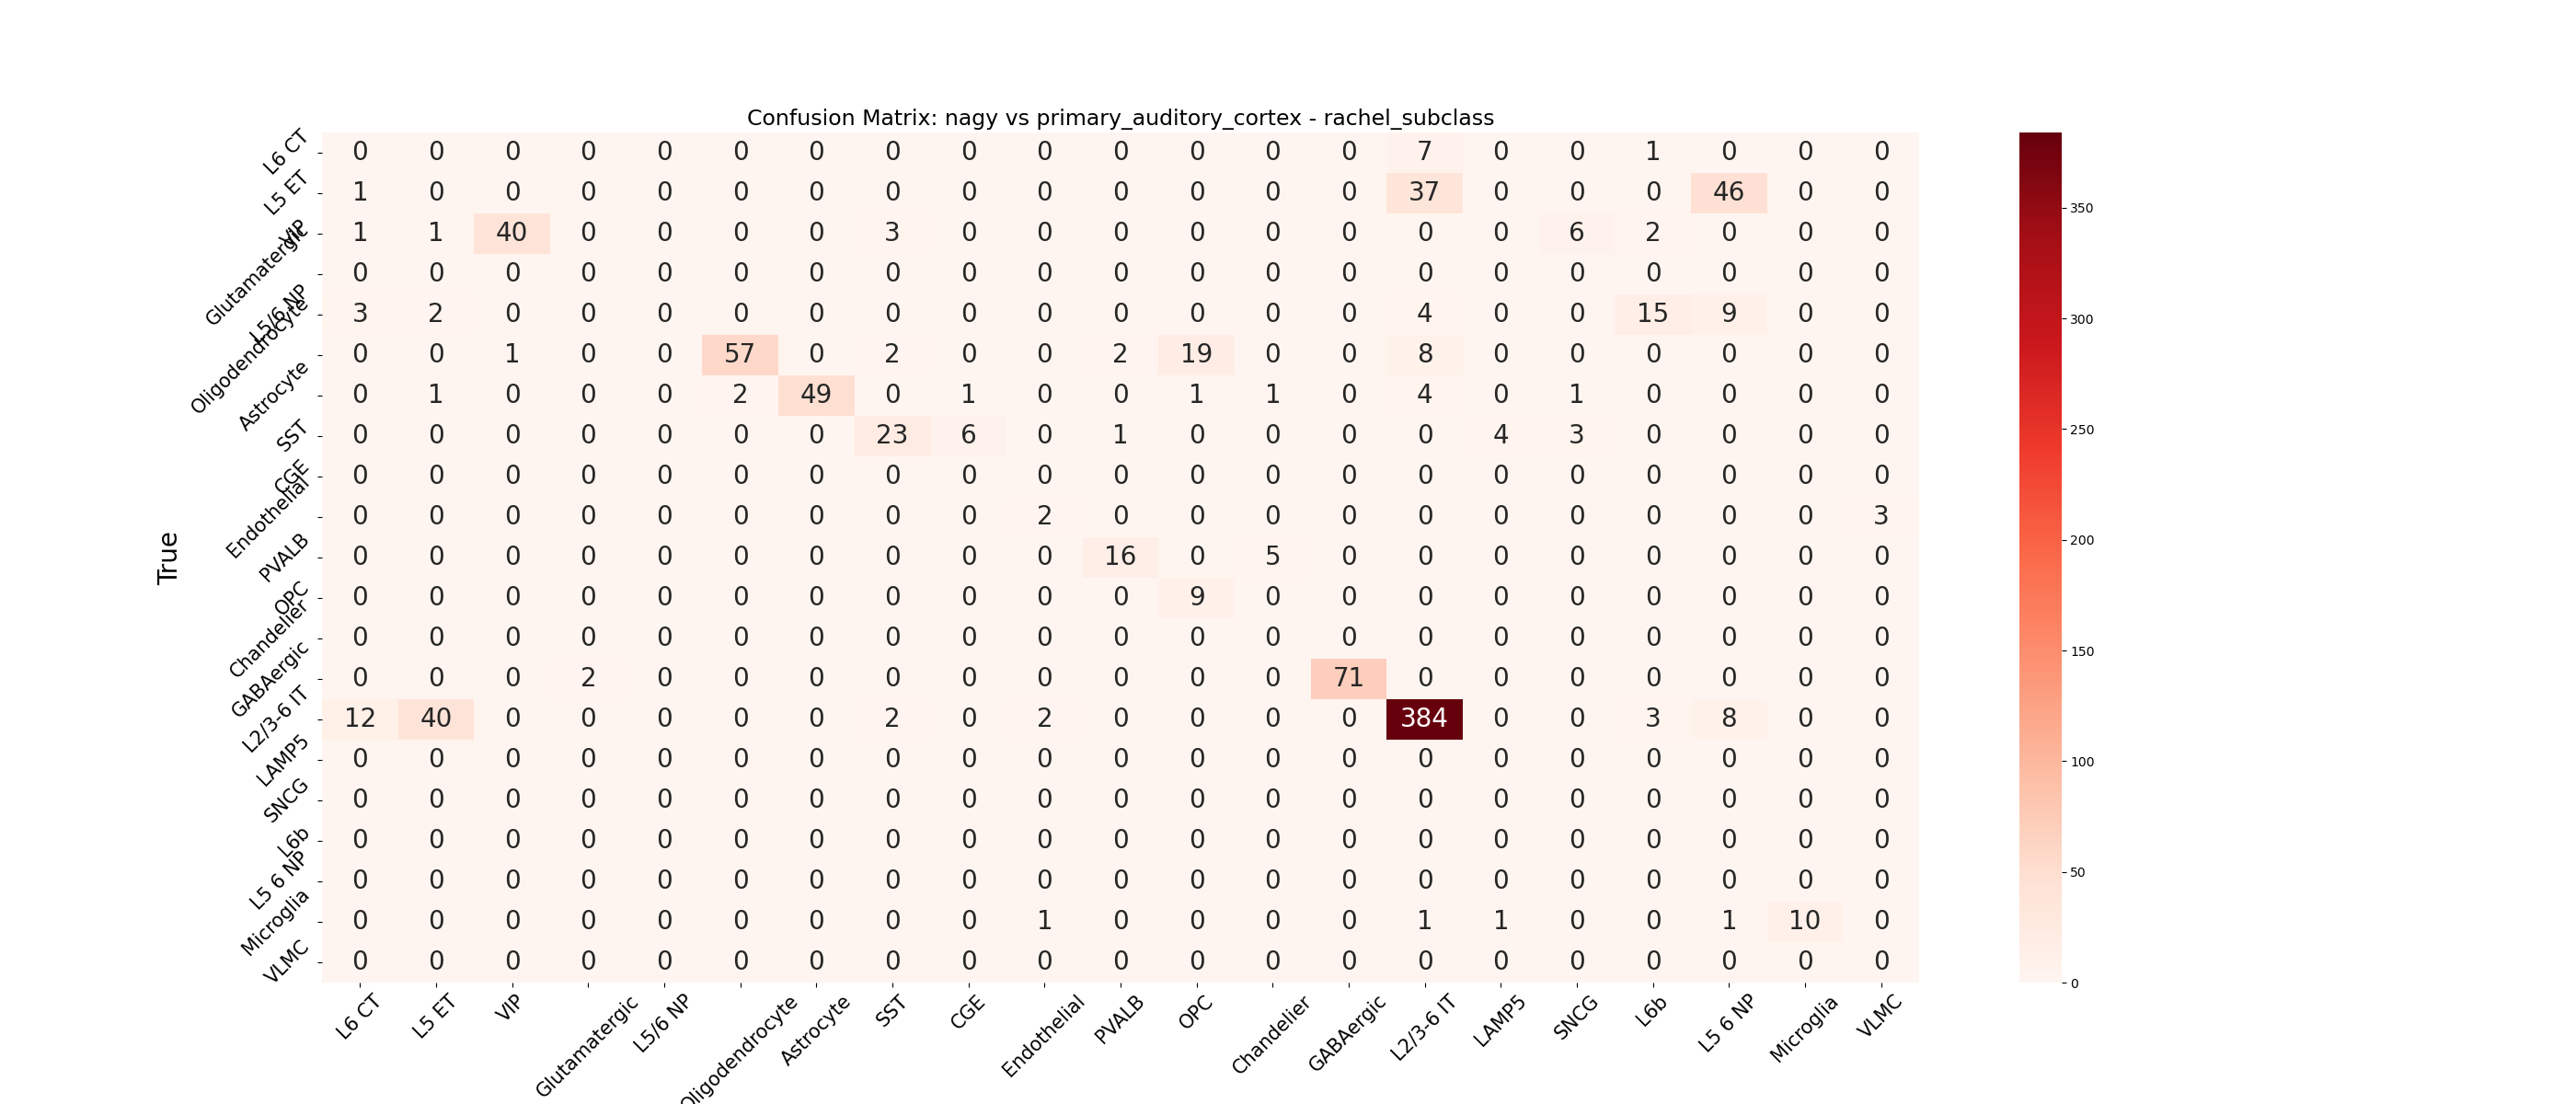 Confusion Matrix: nagy vs primary_auditory_cortex - rachel_subclass
True
L6 CT 0 0 0 0 0 0 0 0 0 0 0 0 0 0 7 0 0 1 0 0 0
L5 ET 1 0 0 0 0 0 0 0 0 0 0 0 0 0 37 0 0 0 46 0 0
VIP 1 1 40 0 0 0 0 3 0 0 0 0 0 0 0 0 6 2 0 0 0
Glutamatergic 0 0 0 0 0 0 0 0 0 0 0 0 0 0 0 0 0 0 0 0 0
L5/6 NP 3 2 0 0 0 0 0 0 0 0 0 0 0 0 4 0 0 15 9 0 0
Oligodendrocyte 0 0 1 0 0 57 0 2 0 0 2 19 0 0 8 0 0 0 0 0 0
Astrocyte 0 1 0 0 0 2 49 0 1 0 0 1 1 0 4 0 1 0 0 0 0
SST 0 0 0 0 0 0 0 23 6 0 1 0 0 0 0 4 3 0 0 0 0
CGE 0 0 0 0 0 0 0 0 0 0 0 0 0 0 0 0 0 0 0 0 0
Endothelial 0 0 0 0 0 0 0 0 0 2 0 0 0 0 0 0 0 0 0 0 3
PVALB 0 0 0 0 0 0 0 0 0 0 16 0 5 0 0 0 0 0 0 0 0
OPC 0 0 0 0 0 0 0 0 0 0 0 9 0 0 0 0 0 0 0 0 0
Chandelier 0 0 0 0 0 0 0 0 0 0 0 0 0 0 0 0 0 0 0 0 0
GABAergic 0 0 0 2 0 0 0 0 0 0 0 0 0 71 0 0 0 0 0 0 0
L2/3-6 IT 12 40 0 0 0 0 0 2 0 2 0 0 0 0 384 0 0 3 8 0 0
LAMP5 0 0 0 0 0 0 0 0 0 0 0 0 0 0 0 0 0 0 0 0 0
SNCG 0 0 0 0 0 0 0 0 0 0 0 0 0 0 0 0 0 0 0 0 0
L6b 0 0 0 0 0 0 0 0 0 0 0 0 0 0 0 0 0 0 0 0 0
L5 6 NP 0 0 0 0 0 0 0 0 0 0 0 0 0 0 0 0 0 0 0 0 0
Microglia 0 0 0 0 0 0 0 0 0 1 0 0 0 0 1 1 0 0 1 10 0
VLMC 0 0 0 0 0 0 0 0 0 0 0 0 0 0 0 0 0 0 0 0 0
L6 CT L5 ET VIP Glutamatergic L5/6 NP Oligodendrocyte Astrocyte SST CGE Endothelial PVALB OPC Chandelier GABAergic L2/3-6 IT LAMP5 SNCG L6b L5 6 NP Microglia VLMC
350
300
250
200
150
100
50
0